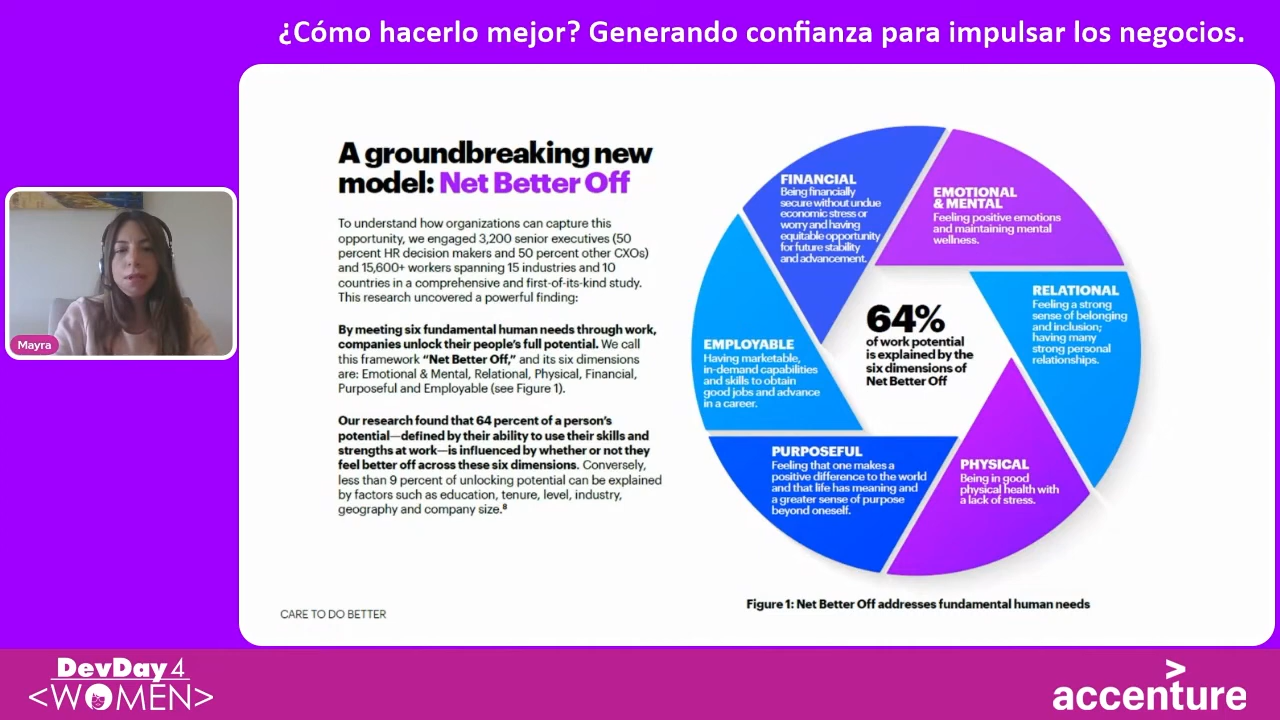 ¿Cómo hacerlo mejor? Generando confianza para impulsar los negocios.
Mayra
A groundbreaking new
model: Net Better Off
To understand how organizations can capture this
opportunity, we engaged 3,200 senior executives (50
percent HR decision makers and 50 percent other CXOs)
and 15,600+ workers spanning 15 industries and 10
countries in a comprehensive and first-of-its-kind study.
This research uncovered a powerful finding:
By meeting six fundamental human needs through work,
companies unlock their people's full potential. We call
this framework “Net Better Off,” and its six dimensions
are: Emotional & Mental, Relational, Physical, Financial,
Purposeful and Employable (see Figure 1).
Our research found that 64 percent of a person's
potential—defined by their ability to use their skills and
strengths at work—is influenced by whether or not they
feel better off across these six dimensions. Conversely,
less than 9 percent of unlocking potential can be explained
by factors such as education, tenure, level, industry,
geography and company size.⁸
CARE TO DO BETTER
FINANCIAL
Being financially
secure without undue
economic stress or
worry and having
equitable opportunity
for future stability
and advancement.
EMOTIONAL
& MENTAL
Feeling positive emotions
and maintaining mental
wellness.
RELATIONAL
Feeling a strong
sense of belonging
and inclusion;
having many
strong personal
relationships.
64%
of work potential
is explained by the
six dimensions of
Net Better Off
EMPLOYABLE
Having marketable,
in-demand capabilities
and skills to obtain
good jobs and advance
in a career.
PURPOSEFUL
Feeling that one makes a
positive difference to the world
and that life has meaning and
a greater sense of purpose
beyond oneself.
PHYSICAL
Being in good
physical health with
a lack of stress.
Figure 1: Net Better Off addresses fundamental human needs
DevDay 4
<WOMEN>
accenture